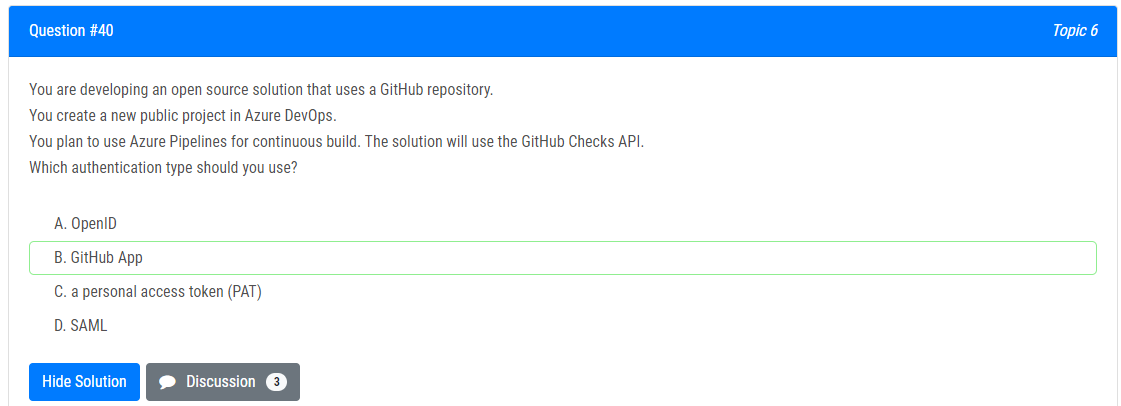 Question #40
Topic 6
You are developing an open source solution that uses a GitHub repository.
You create a new public project in Azure DevOps.
You plan to use Azure Pipelines for continuous build. The solution will use the GitHub Checks API.
Which authentication type should you use?
A. OpenID
B. GitHub App
C. a personal access token (PAT)
D. SAML
Hide Solution
Discussion 3